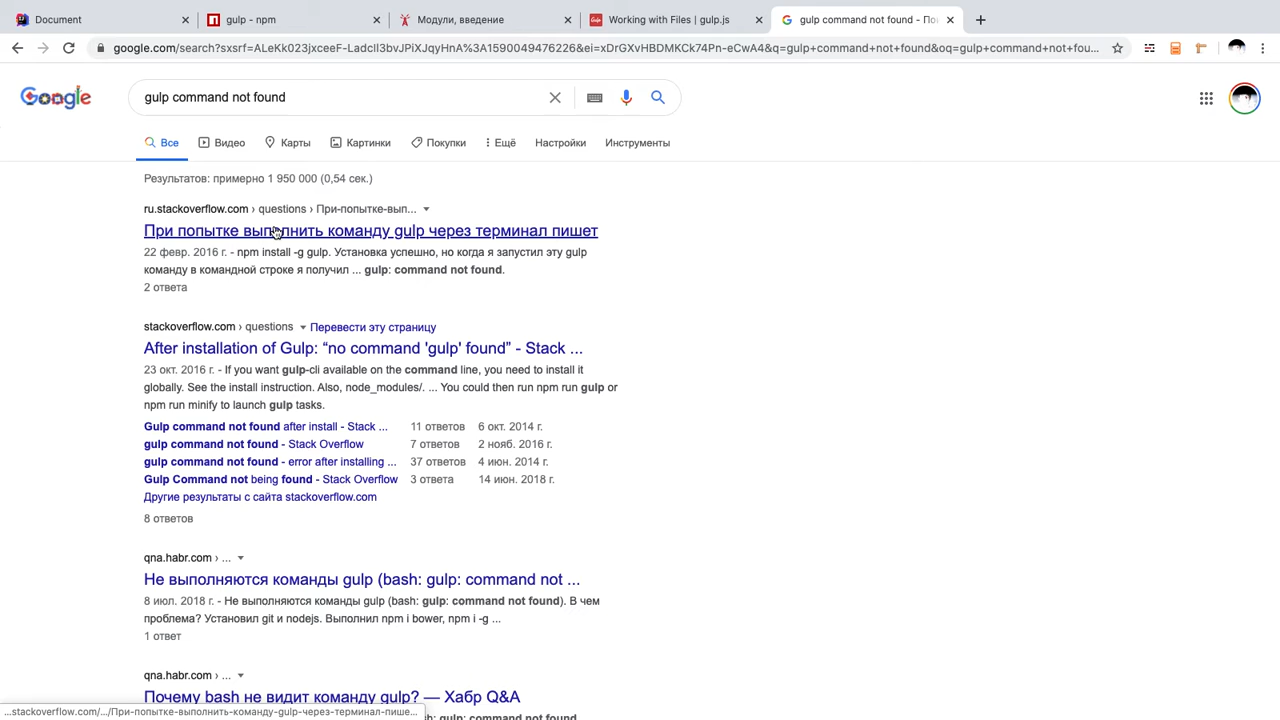 Document
gulp - npm
Модули, введение
Working with Files | gulp.js
gulp command not found - По
google.com/search?sxsrf=ALeKk023jxceeF-LadcIl3bvJPiXJqyHnA%3A1590049476226&ei=xDrGXvHBDMKCk74Pn-eCwA4&q=gulp+command+not+found&oq=gulp+command+not+fou...
Google
gulp command not found
Все
Видео
Карты
Картинки
Покупки
Ещё
Настройки
Инструменты
Результатов: примерно 1 950 000 (0,54 сек.)
ru.stackoverflow.com › questions › При-попытке-вып...
При попытке выполнить команду gulp через терминал пишет
22 февр. 2016 г. - npm install -g gulp. Установка успешно, но когда я запустил эту gulp
команду в командной строке я получил ... gulp: command not found.
2 ответа
stackoverflow.com › questions Перевести эту страницу
After installation of Gulp: “no command 'gulp' found” - Stack ...
23 окт. 2016 г. - If you want gulp-cli available on the command line, you need to install it
globally. See the install instruction. Also, node_modules/. ... You could then run npm run gulp or
npm run minify to launch gulp tasks.
Gulp command not found after install - Stack ... 11 ответов 6 окт. 2014 г.
gulp command not found - Stack Overflow 7 ответов 2 нояб. 2016 г.
gulp command not found - error after installing ... 37 ответов 4 июн. 2014 г.
Gulp Command not being found - Stack Overflow 3 ответа 14 июн. 2018 г.
Другие результаты с сайта stackoverflow.com
8 ответов
qna.habr.com › ...
Не выполняются команды gulp (bash: gulp: command not ...
8 июл. 2018 г. - Не выполняются команды gulp (bash: gulp: command not found). В чем
проблема? Установил git и nodejs. Выполнил npm i bower, npm i -g ...
1 ответ
qna.habr.com › ...
Почему bash не видит команду gulp? — Хабр Q&A
...stackoverflow.com/.../При-попытке-выполнить-команду-gulp-через-терминал-пише...
sh: gulp: command not found.